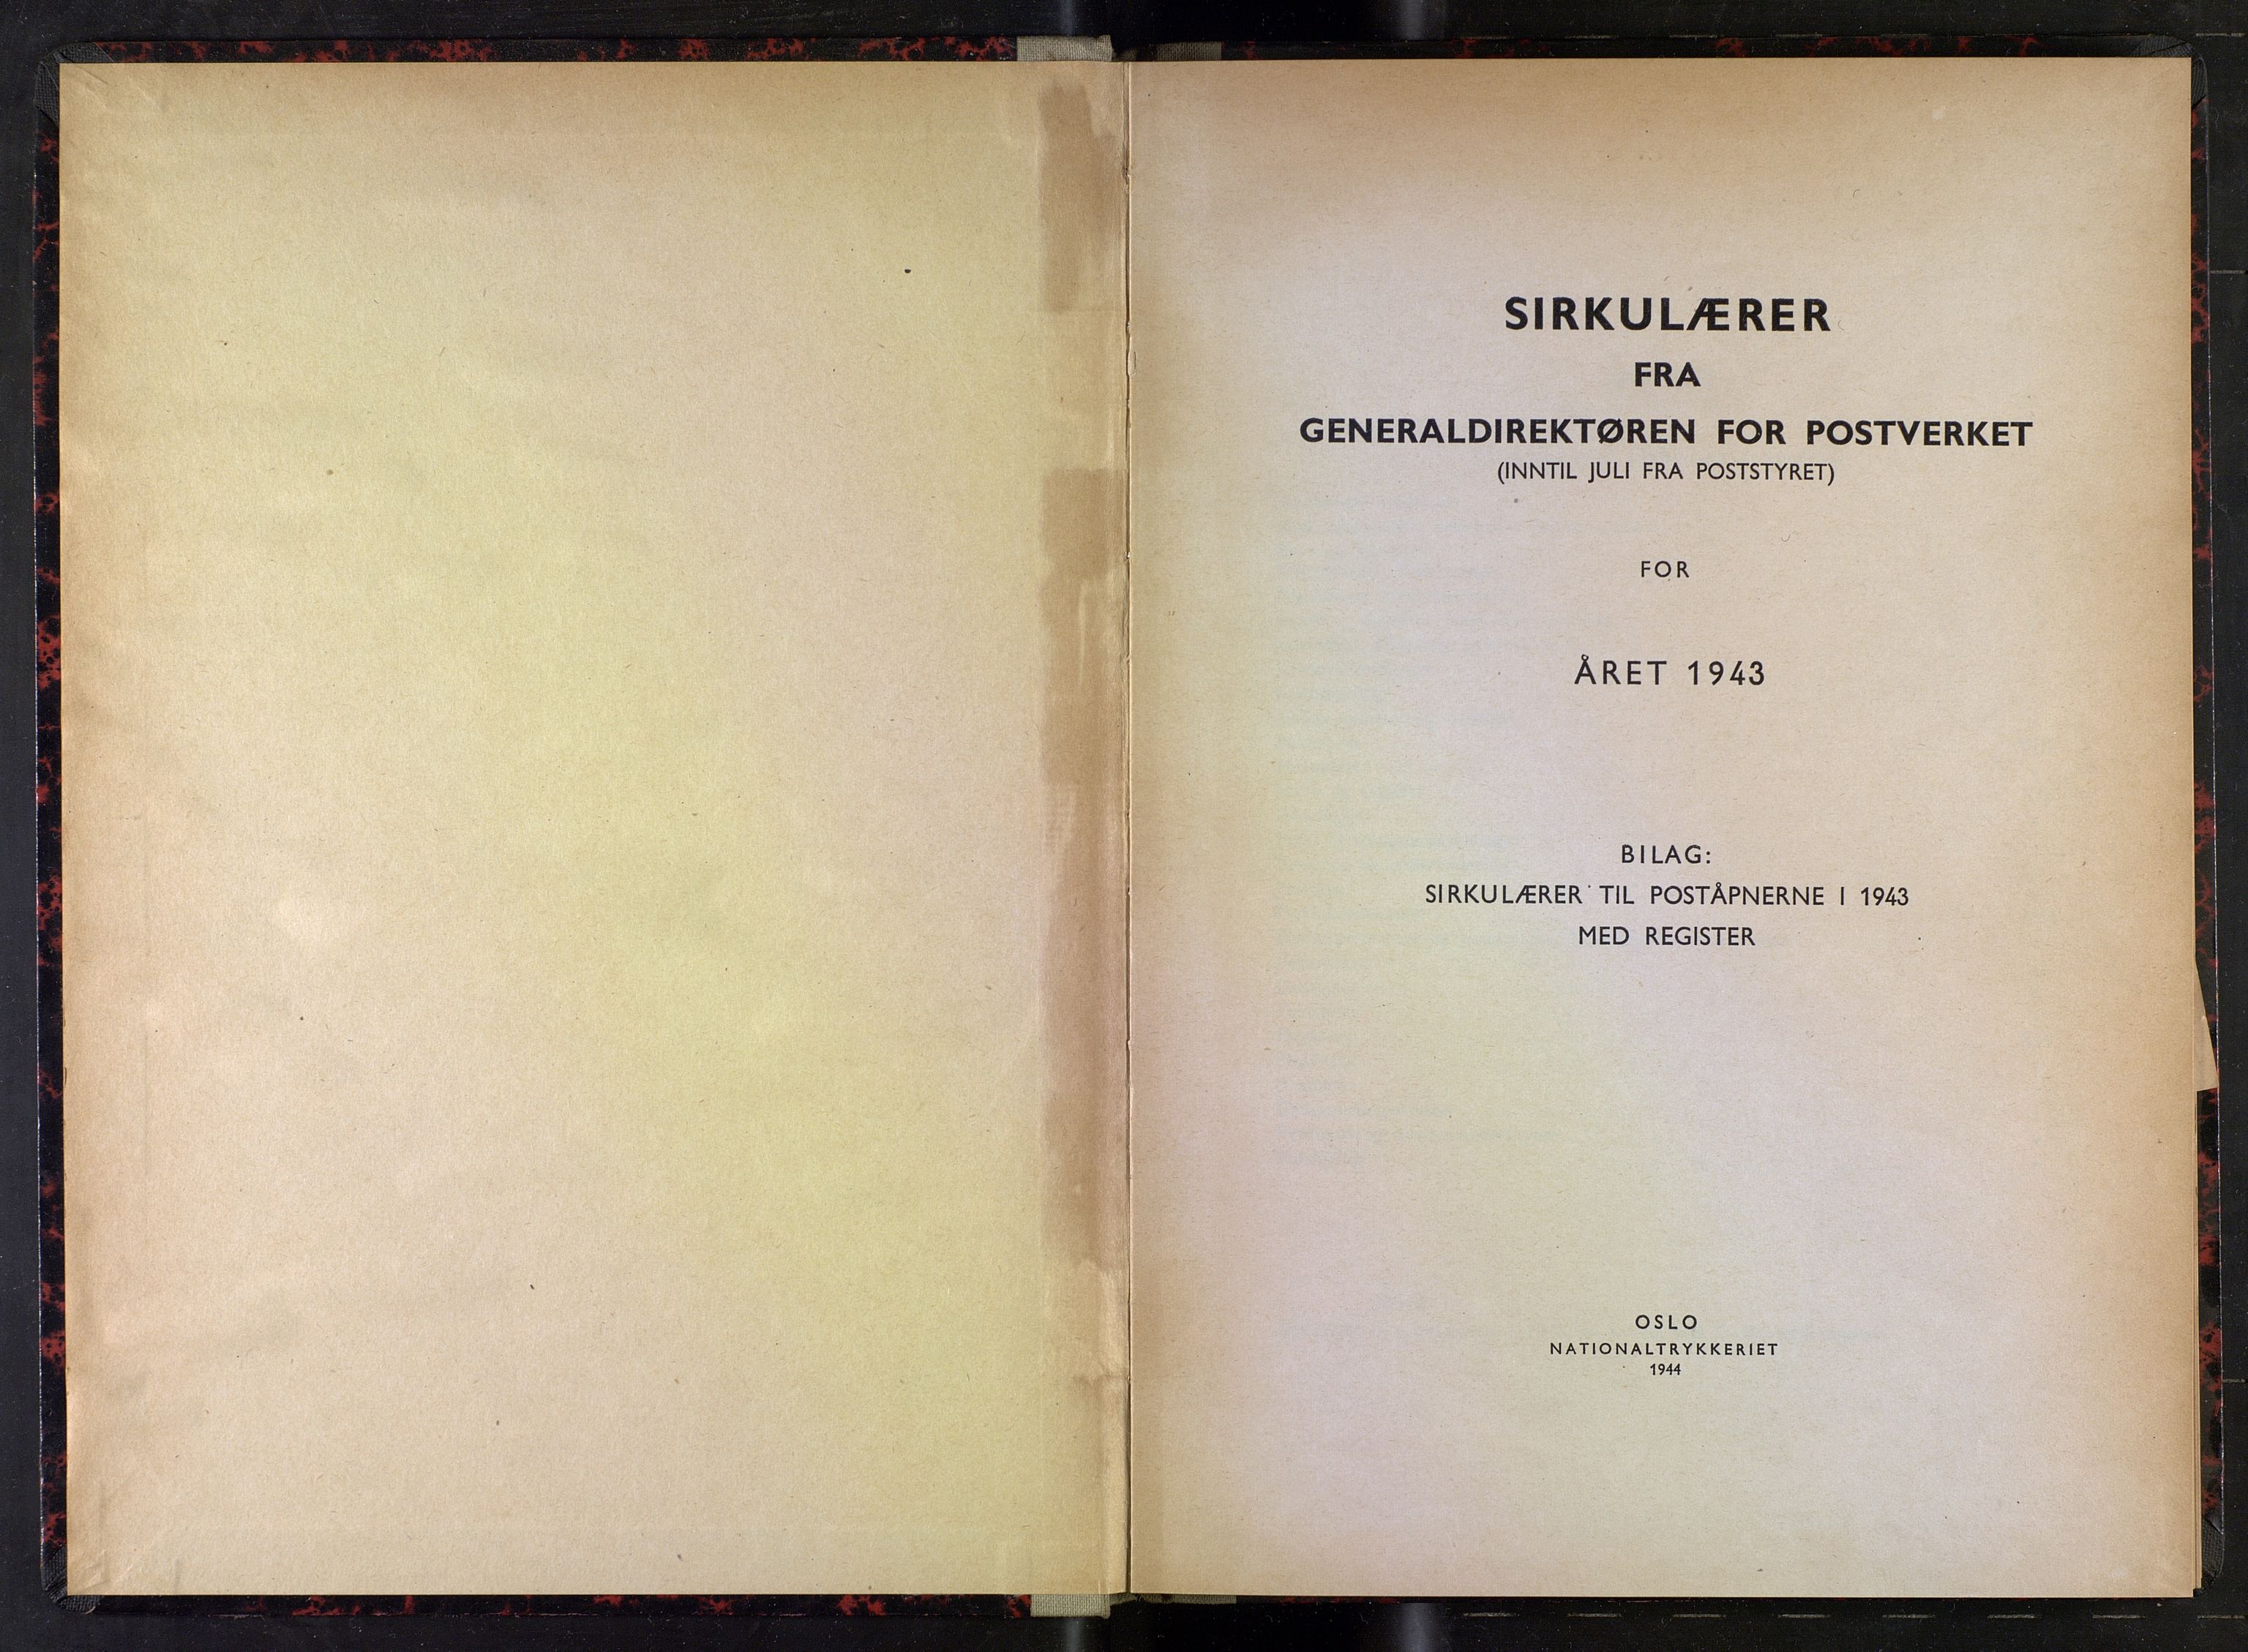 SIRKULÆRER
FRA
GENERALDIREKTØREN FOR POSTVERKET
(INNTIL JULI FRA POSTSTYRET)
FOR
ÅRET 1943
BILAG:
SIRKULÆRER TIL POSTÅPNERNE I 1943
MED REGISTER
OSLO
NATIONALTRYKKERIET
1944